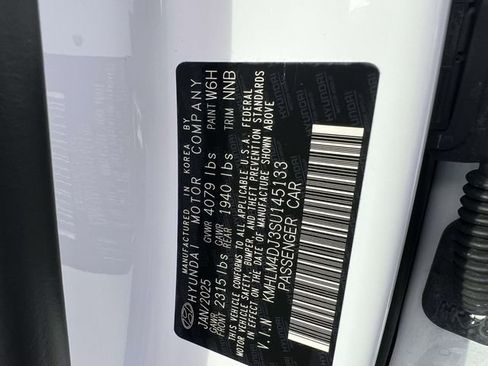 MANUFACTURED IN KOREA BY
HYUNDAI MOTOR COMPANY
JAN/2025 GVWR 4079 lbs PAINT W6H
GAWR FRONT 2315 lbs GAWR REAR 1940 lbs TRIM NNB
THIS VEHICLE CONFORMS TO ALL APPLICABLE U.S.A. FEDERAL
MOTOR VEHICLE SAFETY, BUMPER, AND THEFT PREVENTION STANDARDS
IN EFFECT ON THE DATE OF MANUFACTURE SHOWN ABOVE
V.I.N KMHLM4DJ3SU145133
PASSENGER CAR